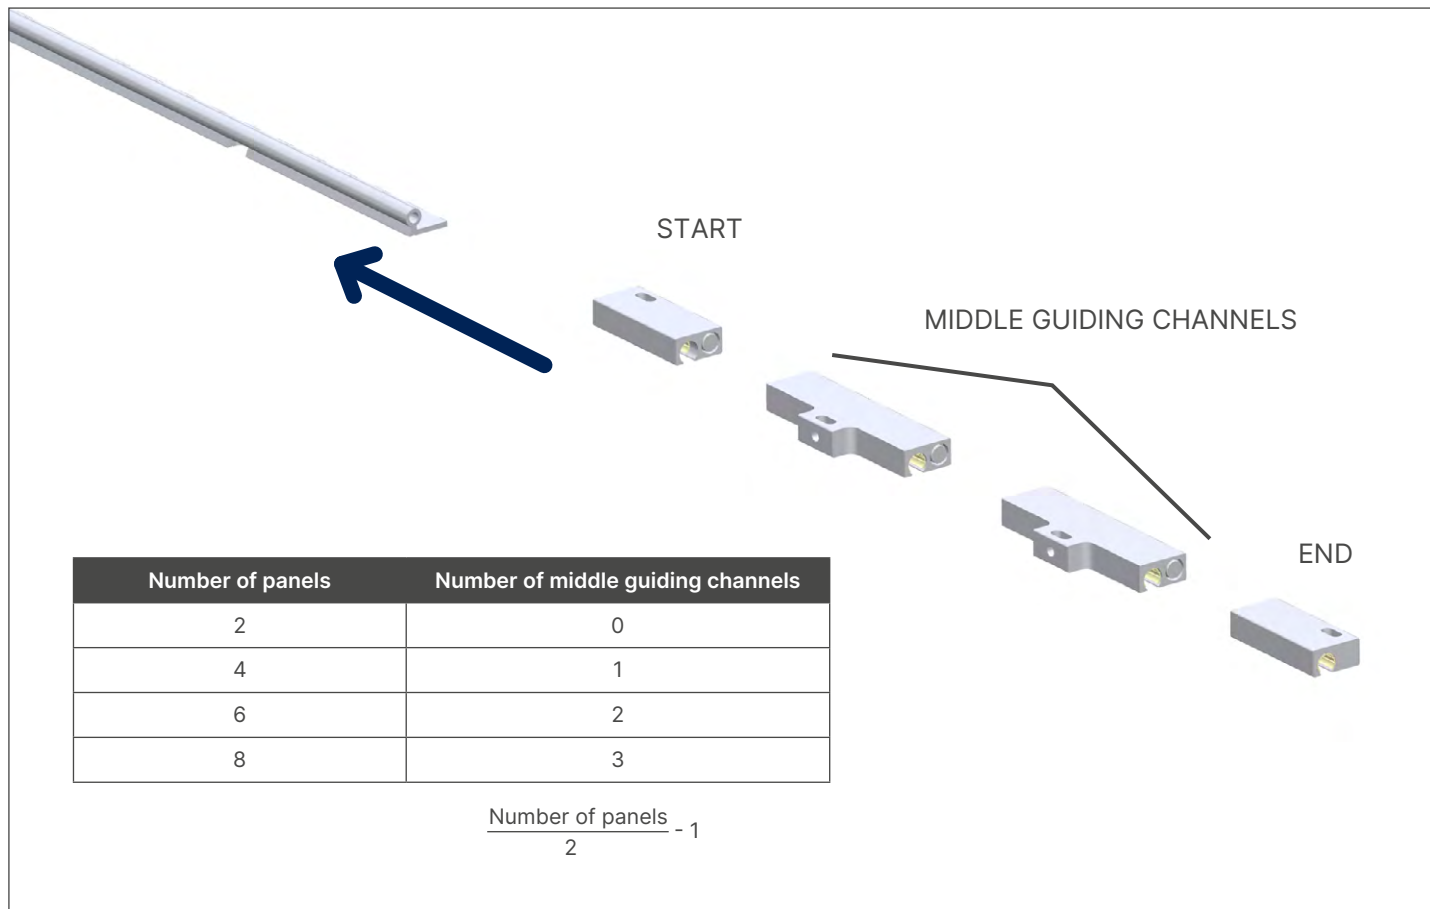 START
MIDDLE GUIDING CHANNELS
END
Number of panels Number of middle guiding channels
2 0
4 1
6 2
8 3
Number of panels
- 1
2